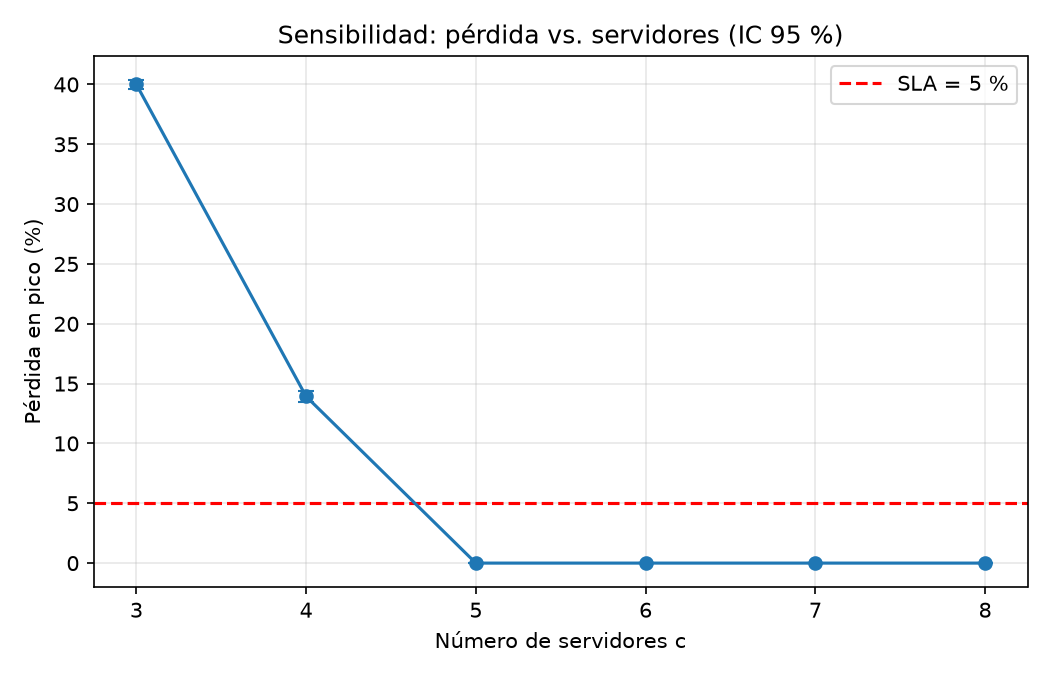 Sensibilidad: pérdida vs. servidores (IC 95 %)
SLA = 5 %
Pérdida en pico (%)
40
35
30
25
20
15
10
5
0
3 4 5 6 7 8
Número de servidores c